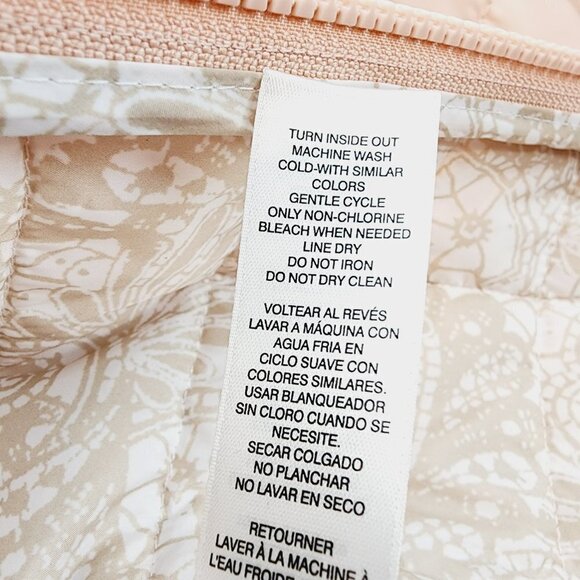 TURN INSIDE OUT
MACHINE WASH
COLD-WITH SIMILAR
COLORS
GENTLE CYCLE
ONLY NON-CHLORINE
BLEACH WHEN NEEDED
LINE DRY
DO NOT IRON
DO NOT DRY CLEAN
VOLTEAR AL REVÉS
LAVAR A MÁQUINA CON
AGUA FRIA EN
CICLO SUAVE CON
COLORES SIMILARES.
USAR BLANQUEADOR
SIN CLORO CUANDO SE
NECESITE.
SECAR COLGADO
NO PLANCHAR
NO LAVAR EN SECO
RETOURNER
LAVER À LA MACHINE À
L'EAU FROIDE